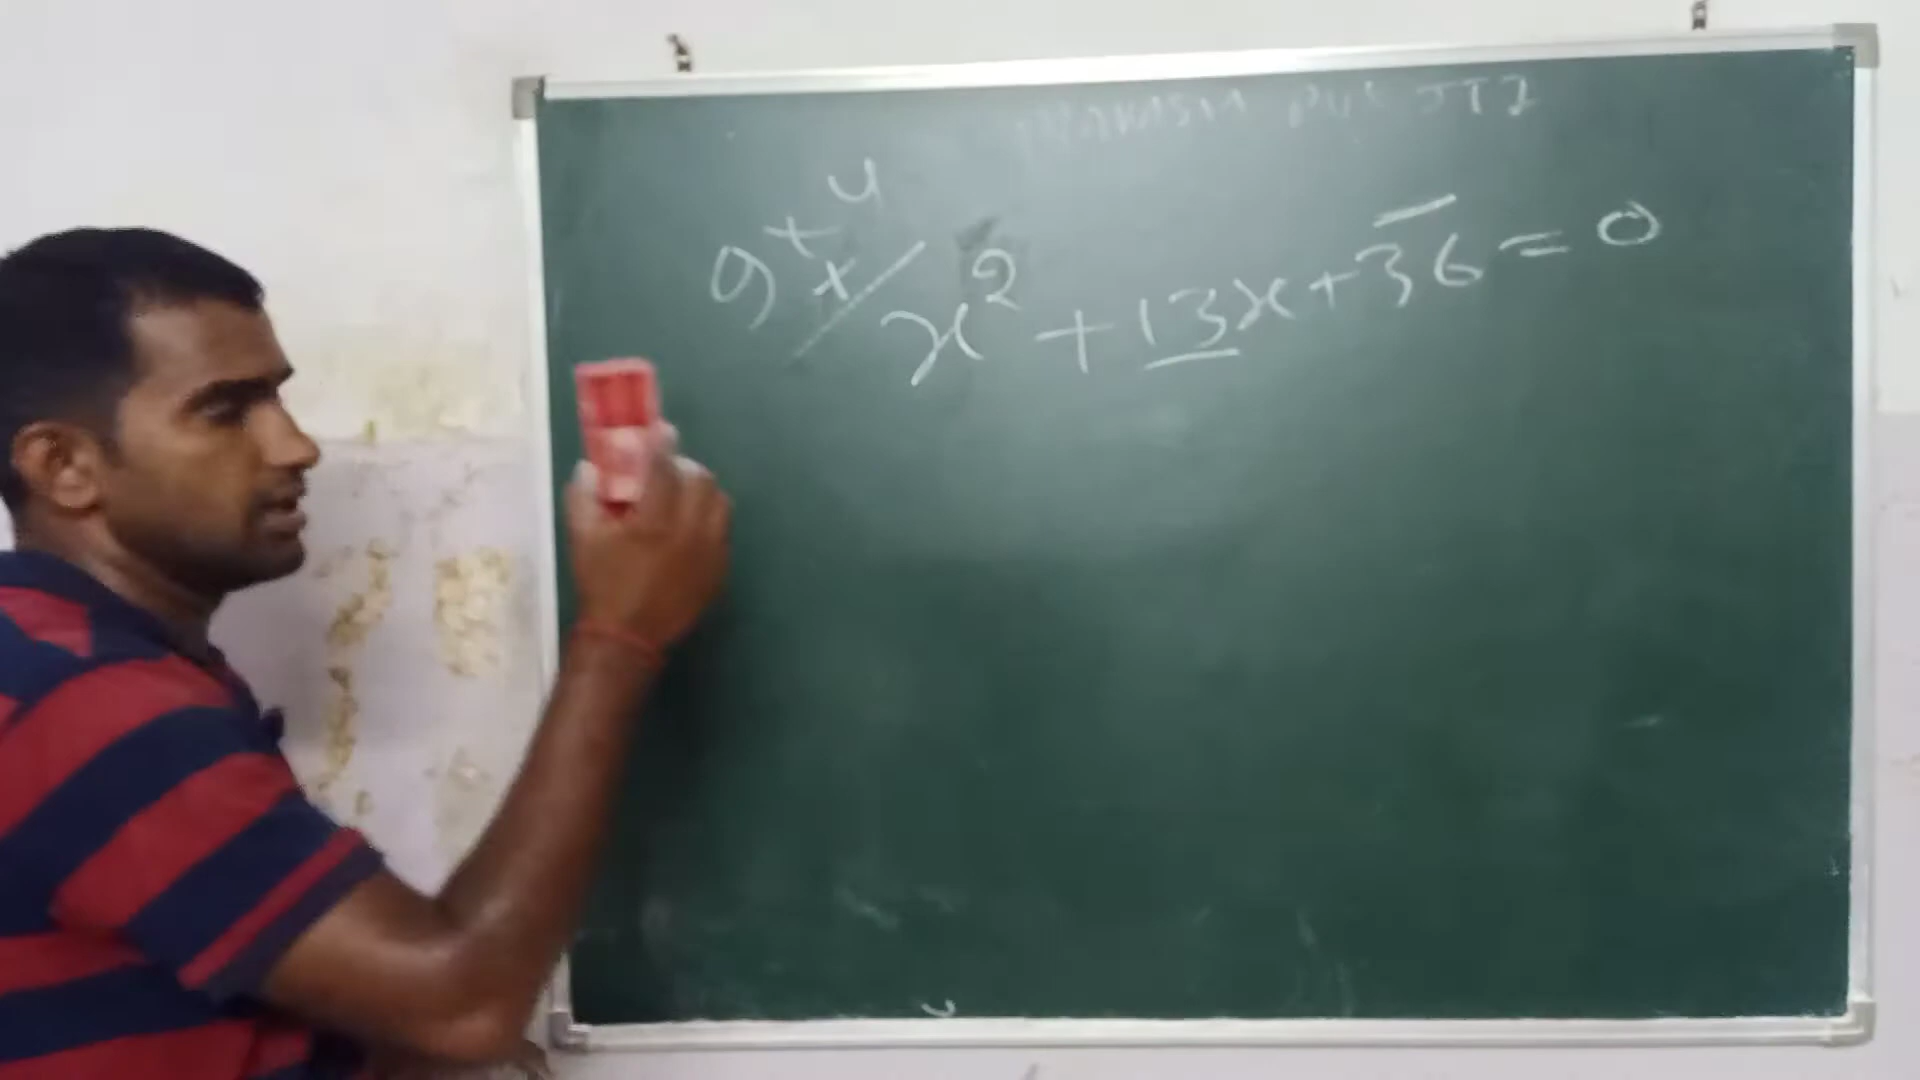 9 + 4
x
x² + 13x + 36 = 0